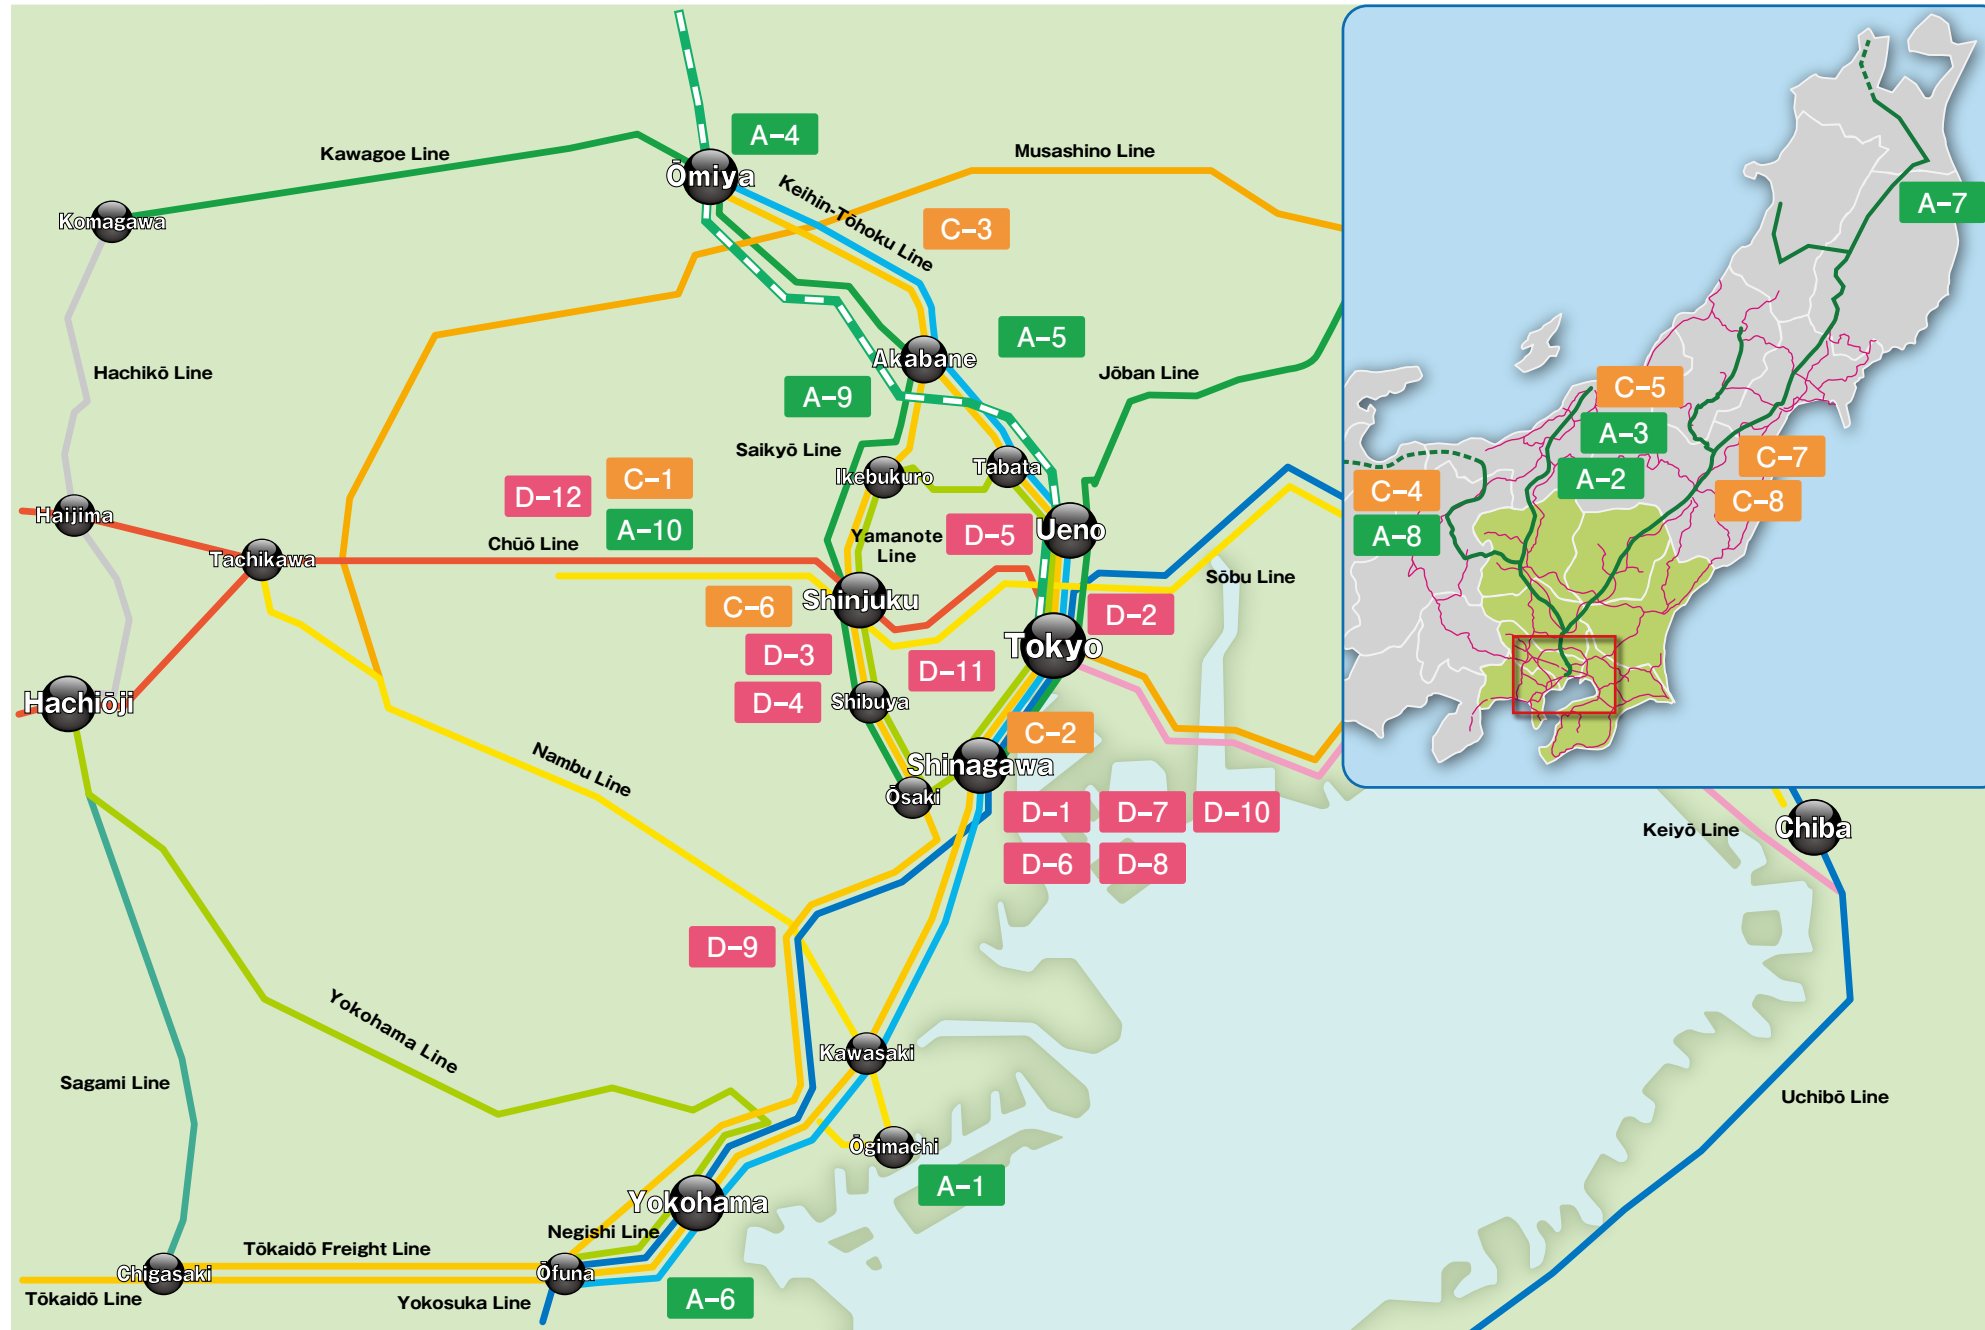 A-4
Kawagoe Line
Ōmiya
Musashino Line
Keihin-Tōhoku Line
C-3
Komagawa
A-7
A-5
Akabane
Hachikō Line
Jōban Line
A-9
C-5
A-3
Saikyō Line
Ikebukuro
Tabata
C-7
A-2
C-1
D-12
C-4
C-8
A-10
A-8
Haijima
Chūō Line
Yamanote
Line
D-5
Ueno
Tachikawa
Sōbu Line
Shinjuku
C-6
D-2
Tokyo
D-3
D-11
Hachiōji
D-4
Shibuya
C-2
Nambu Line
Shinagawa
Ōsaki
D-1
D-7
D-10
Keiyō Line
Chiba
D-6
D-8
D-9
Yokohama Line
Kawasaki
Sagami Line
Uchibō Line
Ōgimachi
A-1
Yokohama
Negishi Line
Tōkaidō Freight Line
Chigasaki
Ōfuna
Tōkaidō Line
Yokosuka Line
A-6